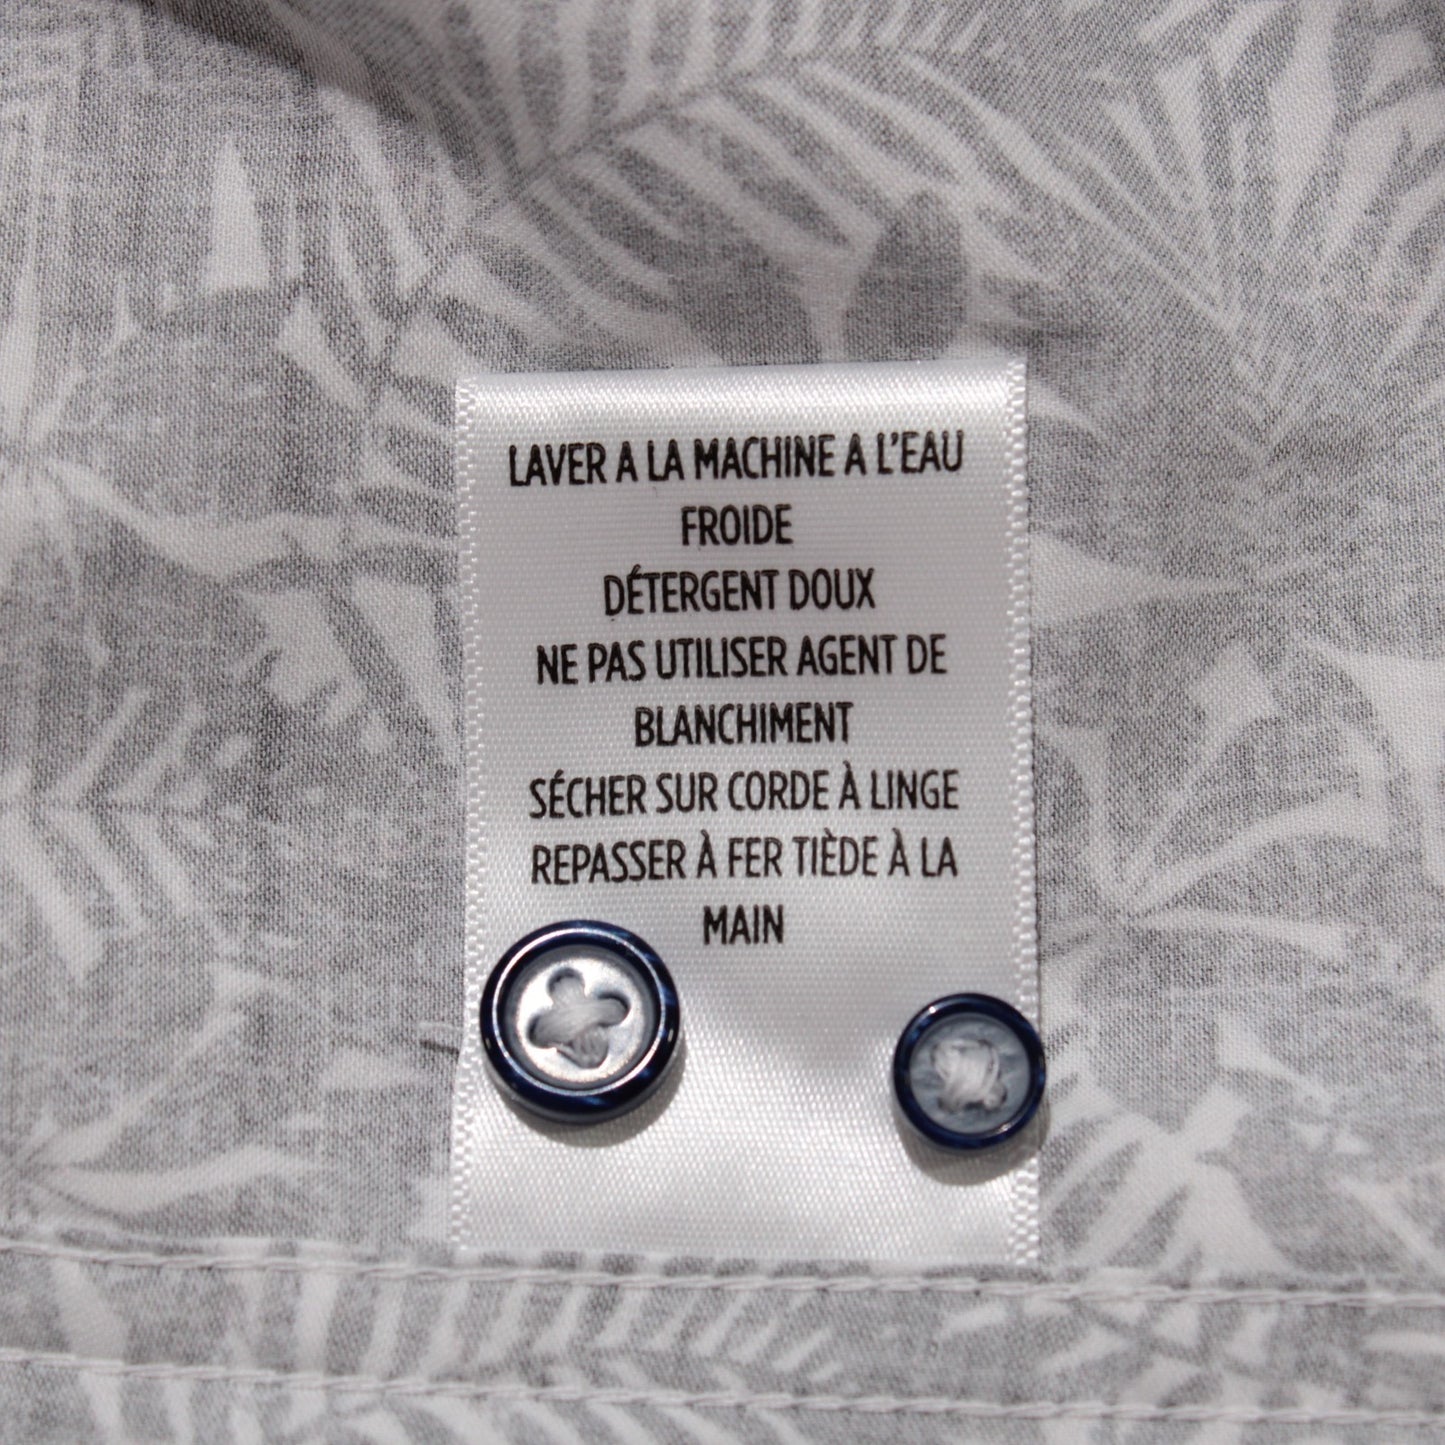 LAVER A LA MACHINE A L'EAU
FROIDE
DÉTERGENT DOUX
NE PAS UTILISER AGENT DE
BLANCHIMENT
SÉCHER SUR CORDE À LINGE
REPASSER À FER TIÈDE À LA
MAIN